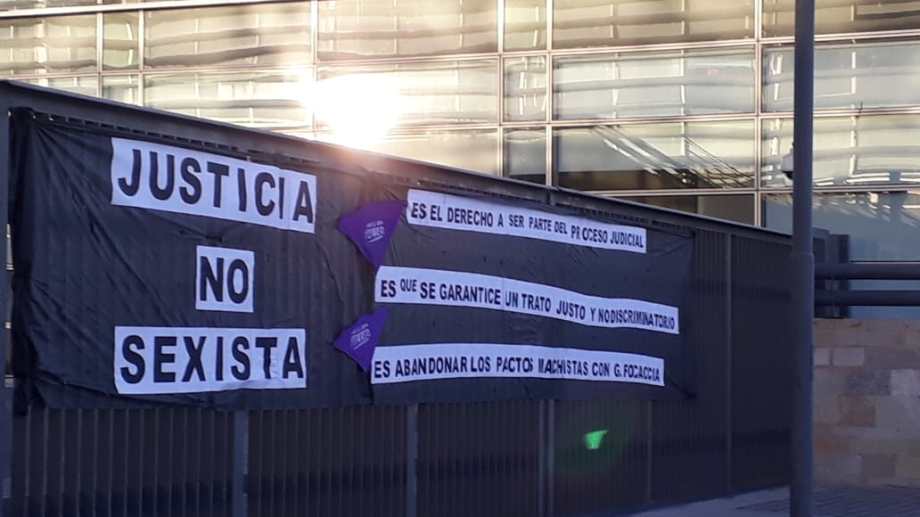 JUSTICIA
NO
SEXISTA
ES EL DERECHO A SER PARTE DEL PROCESO JUDICIAL
ES QUE SE GARANTICE UN TRATO JUSTO Y NO DISCRIMINATORIO
ES ABANDONAR LOS PACTOS MACHISTAS CON G. FOCACCIA